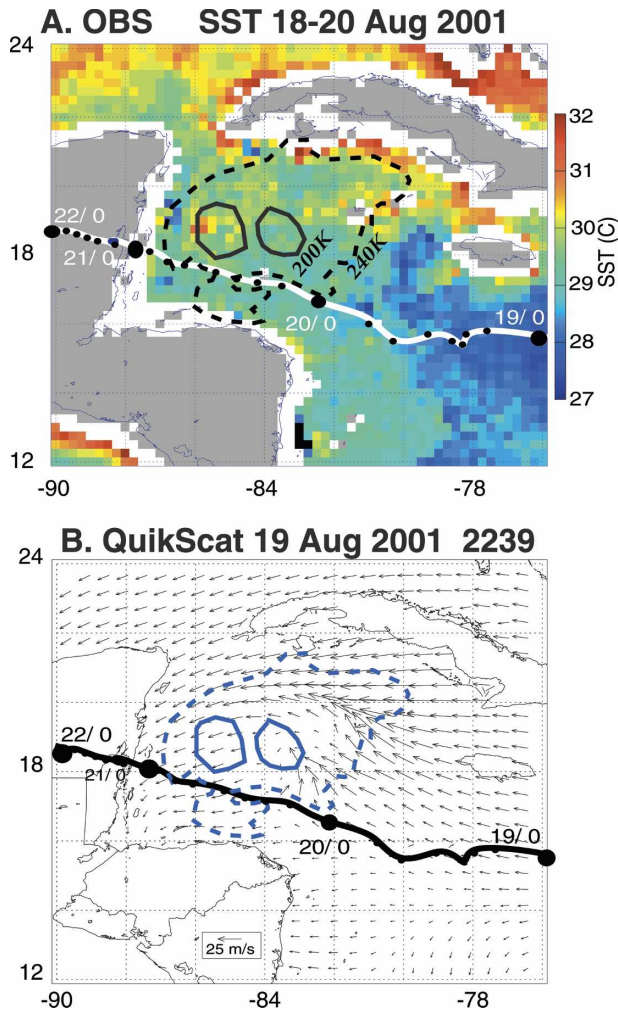 A. OBS SST 18-20 Aug 2001
24
18
12
22/ 0
21/ 0
20/ 0
19/ 0
200K
240K
L
-90 -84 -78
32
31
30
29
28
27
SST (C)
B. QuikScat 19 Aug 2001 2239
24
18
12
22/ 0
21/ 0
20/ 0
19/ 0
25 m/s
-90 -84 -78